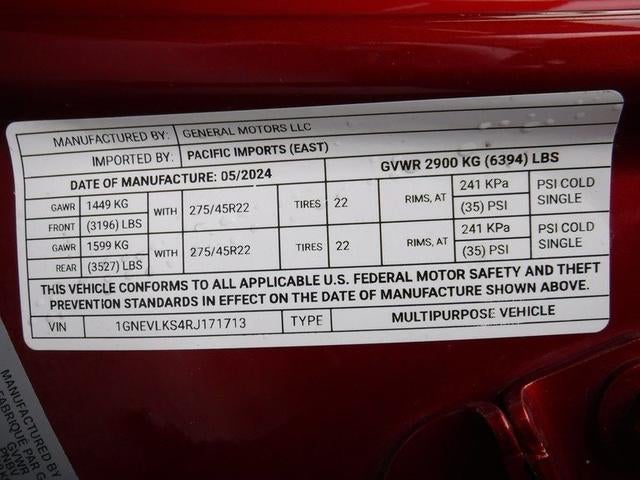 MANUFACTURED BY: GENERAL MOTORS LLC
IMPORTED BY: PACIFIC IMPORTS (EAST)
DATE OF MANUFACTURE: 05/2024 GVWR 2900 KG (6394) LBS
GAWR 1449 KG WITH 275/45R22 TIRES 22 RIMS, AT 241 KPa PSI COLD
FRONT (3196) LBS (35) PSI SINGLE
GAWR 1599 KG WITH 275/45R22 TIRES 22 RIMS, AT 241 KPa PSI COLD
REAR (3527) LBS (35) PSI SINGLE
THIS VEHICLE CONFORMS TO ALL APPLICABLE U.S. FEDERAL MOTOR SAFETY AND THEFT
PREVENTION STANDARDS IN EFFECT ON THE DATE OF MANUFACTURE SHOWN ABOVE.
VIN 1GNEVLKS4RJ171713 TYPE MULTIPURPOSE VEHICLE
MANUFACTURED BY
FABRIQUE PAR G
GVWR